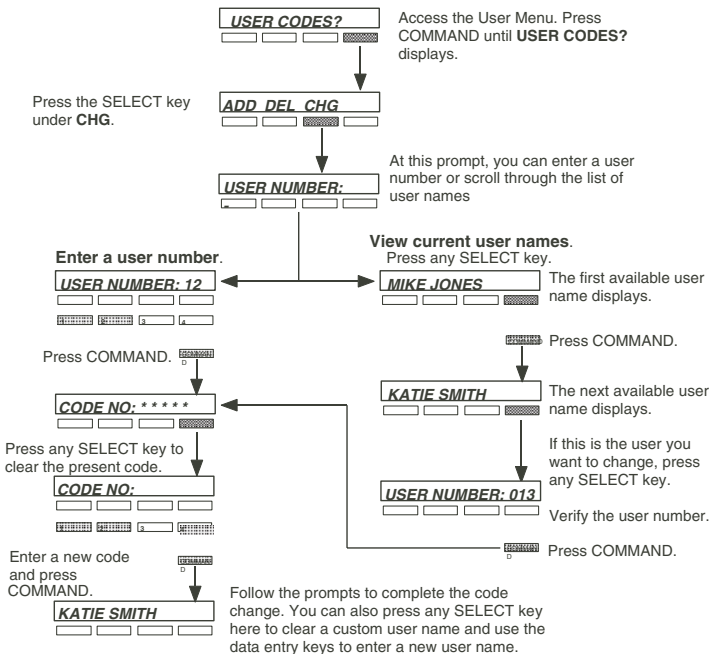 USER CODES?
Access the User Menu. Press
COMMAND until USER CODES?
displays.
Press the SELECT key
under CHG.
ADD DEL CHG
At this prompt, you can enter a user
number or scroll through the list of
user names
USER NUMBER:
Enter a user number.
USER NUMBER: 12
3 4
Press COMMAND.
D
CODE NO: * * * * *
Press any SELECT key to
clear the present code.
CODE NO:
3
Enter a new code
and press
COMMAND.
D
KATIE SMITH
View current user names.
Press any SELECT key.
MIKE JONES
The first available user
name displays.
Press COMMAND.
KATIE SMITH
The next available user
name displays.
If this is the user you
want to change, press
any SELECT key.
USER NUMBER: 013
Verify the user number.
Press COMMAND.
D
Follow the prompts to complete the code
change. You can also press any SELECT key
here to clear a custom user name and use the
data entry keys to enter a new user name.